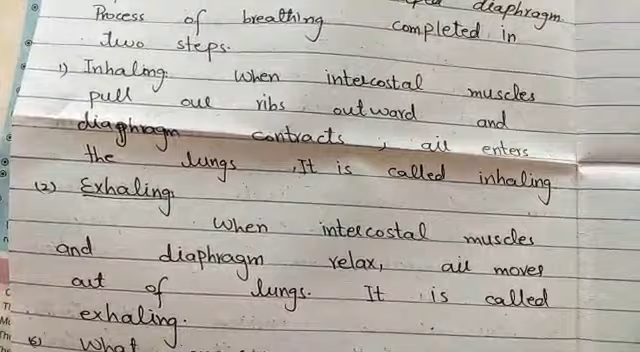 diaphragm
Process of breathing completed in
two steps.
1) Inhaling. When intercostal muscles
pull our ribs outward and
diaphragm contracts, air enters
the lungs. It is called inhaling
(2) Exhaling.
When intercostal muscles
and diaphragm relax, air moves
out of lungs. It is called
exhaling.
What